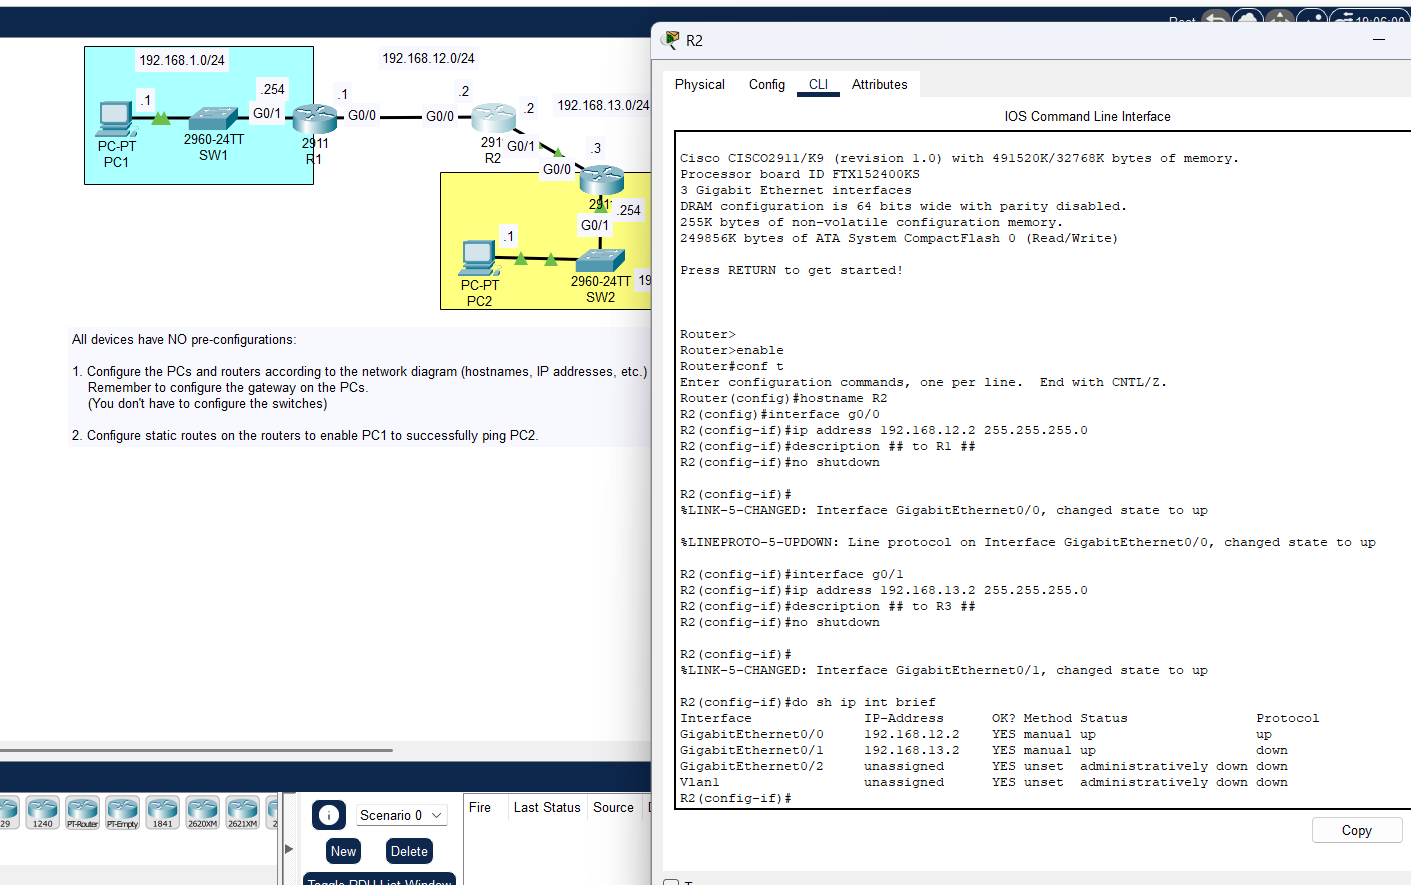 R2
Physical Config CLI Attributes
IOS Command Line Interface
192.168.1.0/24
192.168.12.0/24
.1
.254
G0/1
.1
G0/0
.2
G0/0
.2
192.168.13.0/24
PC-PT
PC1
2960-24TT
SW1
2911
R1
291
R2
G0/1
.3
G0/0
291
.254
G0/1
.1
PC-PT
PC2
2960-24TT
SW2
19
All devices have NO pre-configurations:
1. Configure the PCs and routers according to the network diagram (hostnames, IP addresses, etc.)
Remember to configure the gateway on the PCs.
(You don't have to configure the switches)
2. Configure static routes on the routers to enable PC1 to successfully ping PC2.
Cisco CISCO2911/K9 (revision 1.0) with 491520K/32768K bytes of memory.
Processor board ID FTX152400KS
3 Gigabit Ethernet interfaces
DRAM configuration is 64 bits wide with parity disabled.
255K bytes of non-volatile configuration memory.
249856K bytes of ATA System CompactFlash 0 (Read/Write)
Press RETURN to get started!
Router>
Router>enable
Router#conf t
Enter configuration commands, one per line.  End with CNTL/Z.
Router(config)#hostname R2
R2(config)#interface g0/0
R2(config-if)#ip address 192.168.12.2 255.255.255.0
R2(config-if)#description ## to R1 ##
R2(config-if)#no shutdown
R2(config-if)#
%LINK-5-CHANGED: Interface GigabitEthernet0/0, changed state to up
%LINEPROTO-5-UPDOWN: Line protocol on Interface GigabitEthernet0/0, changed state to up
R2(config-if)#interface g0/1
R2(config-if)#ip address 192.168.13.2 255.255.255.0
R2(config-if)#description ## to R3 ##
R2(config-if)#no shutdown
R2(config-if)#
%LINK-5-CHANGED: Interface GigabitEthernet0/1, changed state to up
R2(config-if)#do sh ip int brief
Interface IP-Address OK? Method Status Protocol
GigabitEthernet0/0 192.168.12.2 YES manual up up
GigabitEthernet0/1 192.168.13.2 YES manual up down
GigabitEthernet0/2 unassigned YES unset administratively down down
Vlan1 unassigned YES unset administratively down down
R2(config-if)#
Copy
29 1240 PT-Router PT-Empty 1841 2620XM 2621XM 2
Scenario 0
New Delete
Toggle PDU List Window
Fire Last Status Source